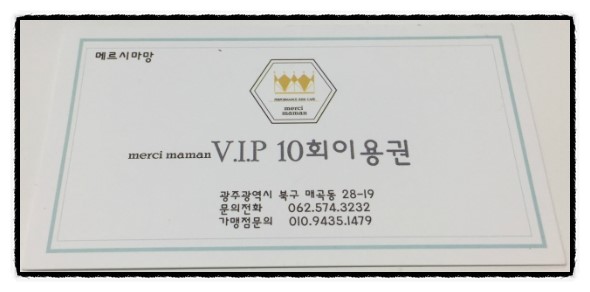 메르시마망
merci
maman
merci maman V.I.P 10회이용권
광주광역시 북구 매곡동 28-19
문의전화 062.574.3232
가맹점문의 010.9435.1479